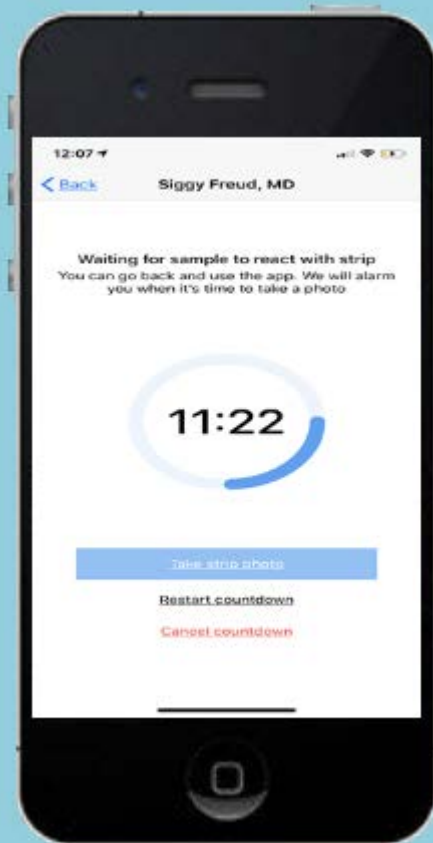 12:07
Back
Siggy Freud, MD
Waiting for sample to react with strip
You can go back and use the app. We will alarm
you when it's time to take a photo
11:22
Take strip photo
Restart countdown
Cancel countdown